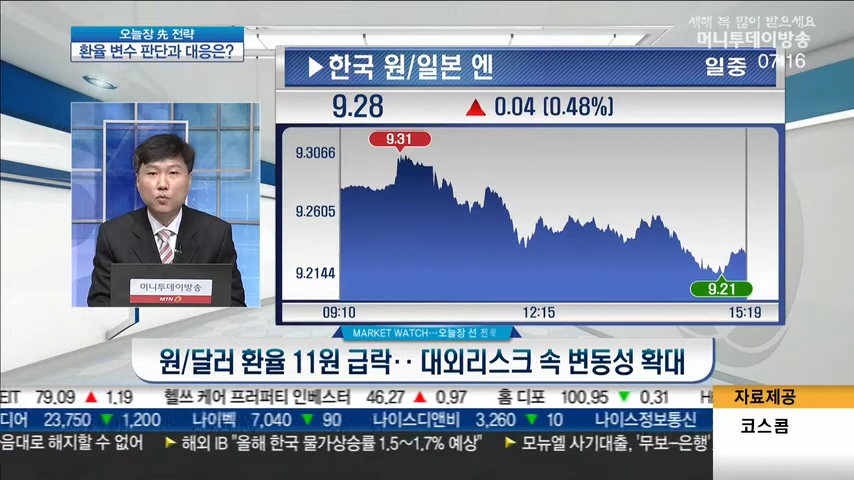 오늘장 先 전략
환율 변수 판단과 대응은?
새해 복 많이 받으세요
머니투데이방송
07:16
▶한국 원/일본 엔
일중
9.28 ▲ 0.04 (0.48%)
9.31
9.3066
9.2605
9.2144
9.21
09:10 12:15 15:19
머니투데이방송
MTN
MARKET WATCH…오늘장 선 전략
원/달러 환율 11원 급락‥ 대외리스크 속 변동성 확대
EIT 79.09 ▲ 1.19 헬쓰 케어 프러퍼티 인베스터 46.27 ▲ 0.97 홈 디포 100.95 ▼ 0.31
디어 23,750 ▼ 1,200 나이벡 7,040 ▼ 90 나이스디앤비 3,260 ▼ 10 나이스정보통신
음대로 해지할 수 없어 ▶ 해외 IB "올해 한국 물가상승률 1.5~1.7% 예상" ▶ 모뉴엘 사기대출, '무보-은행'
자료제공
코스콤